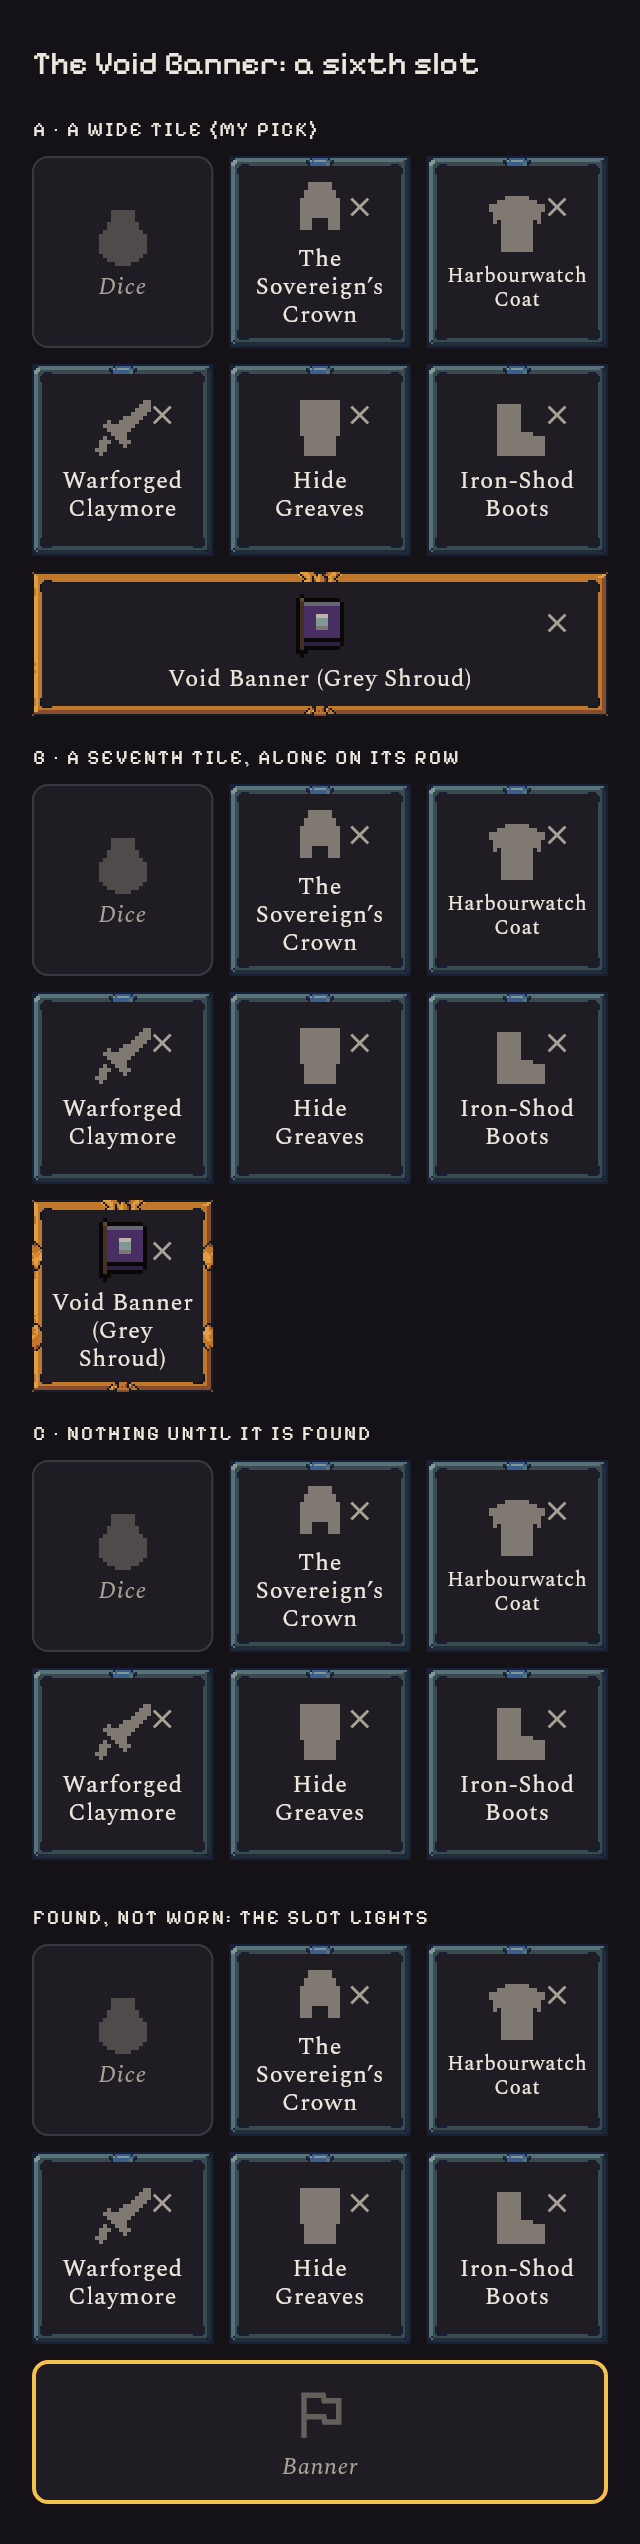 The Void Banner: a sixth slot
A · A WIDE TILE (MY PICK)
Dice
The
Sovereign’s
Crown
Harbourwatch
Coat
Warforged
Claymore
Hide
Greaves
Iron-Shod
Boots
Void Banner (Grey Shroud)
B · A SEVENTH TILE, ALONE ON ITS ROW
Dice
The
Sovereign’s
Crown
Harbourwatch
Coat
Warforged
Claymore
Hide
Greaves
Iron-Shod
Boots
Void Banner
(Grey
Shroud)
C · NOTHING UNTIL IT IS FOUND
Dice
The
Sovereign’s
Crown
Harbourwatch
Coat
Warforged
Claymore
Hide
Greaves
Iron-Shod
Boots
FOUND, NOT WORN: THE SLOT LIGHTS
Dice
The
Sovereign’s
Crown
Harbourwatch
Coat
Warforged
Claymore
Hide
Greaves
Iron-Shod
Boots
Banner